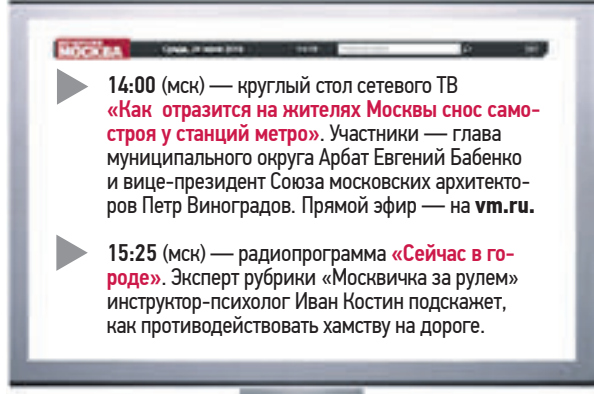 МОСКВА
14:00 (мск) — круглый стол сетевого ТВ
«Как отразится на жителях Москвы снос само-
строя у станций метро». Участники — глава
муниципального округа Арбат Евгений Бабенко
и вице-президент Союза московских архитекто-
ров Петр Виноградов. Прямой эфир — на vm.ru.
15:25 (мск) — радиопрограмма «Сейчас в го-
роде». Эксперт рубрики «Москвичка за рулем»
инструктор-психолог Иван Костин подскажет,
как противодействовать хамству на дороге.